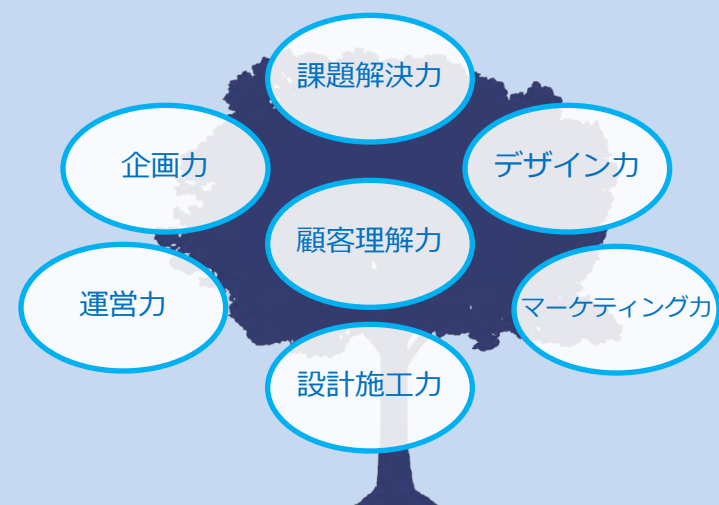 課題解決力
企画力
デザイン力
顧客理解力
運営力
マーケティング力
設計施工力